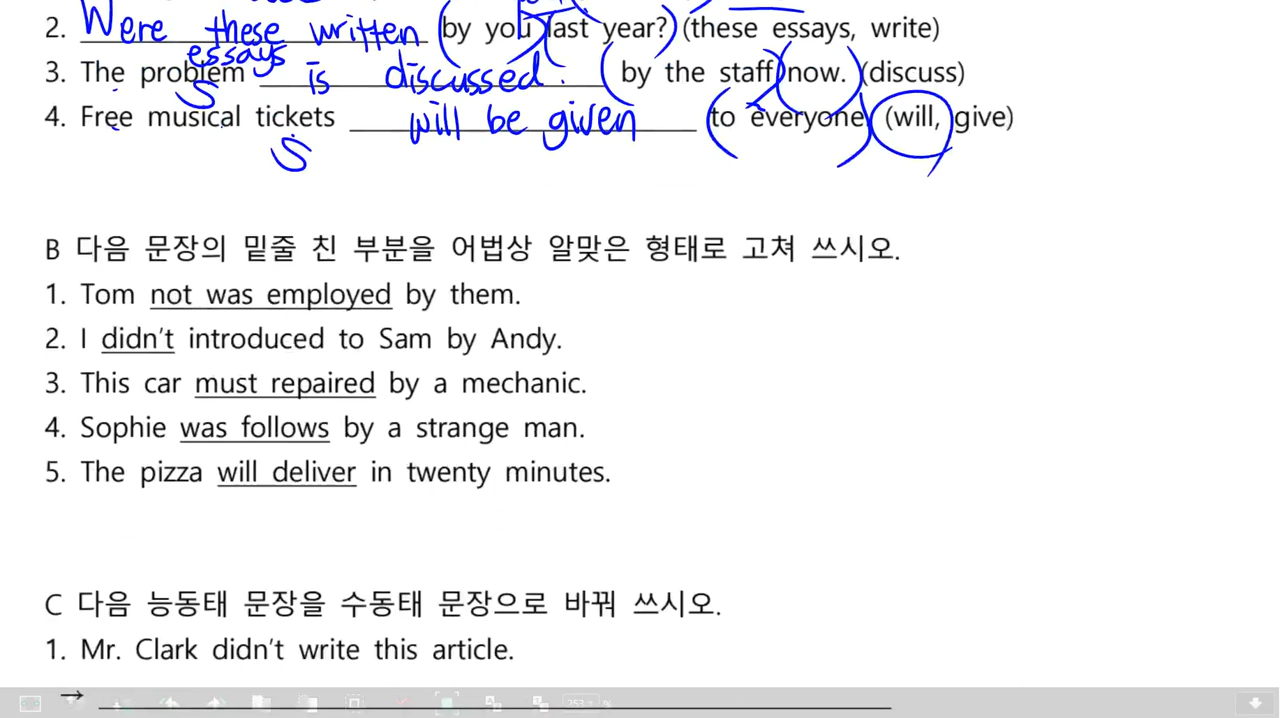 2. Were these essays written by you last year? (these essays, write)
3. The problem is discussed. by the staff now. (discuss)
S
4. Free musical tickets will be given to everyone (will, give)
S
B 다음 문장의 밑줄 친 부분을 어법상 알맞은 형태로 고쳐 쓰시오.
1. Tom not was employed by them.
2. I didn't introduced to Sam by Andy.
3. This car must repaired by a mechanic.
4. Sophie was follows by a strange man.
5. The pizza will deliver in twenty minutes.
C 다음 능동태 문장을 수동태 문장으로 바꿔 쓰시오.
1. Mr. Clark didn't write this article.
→